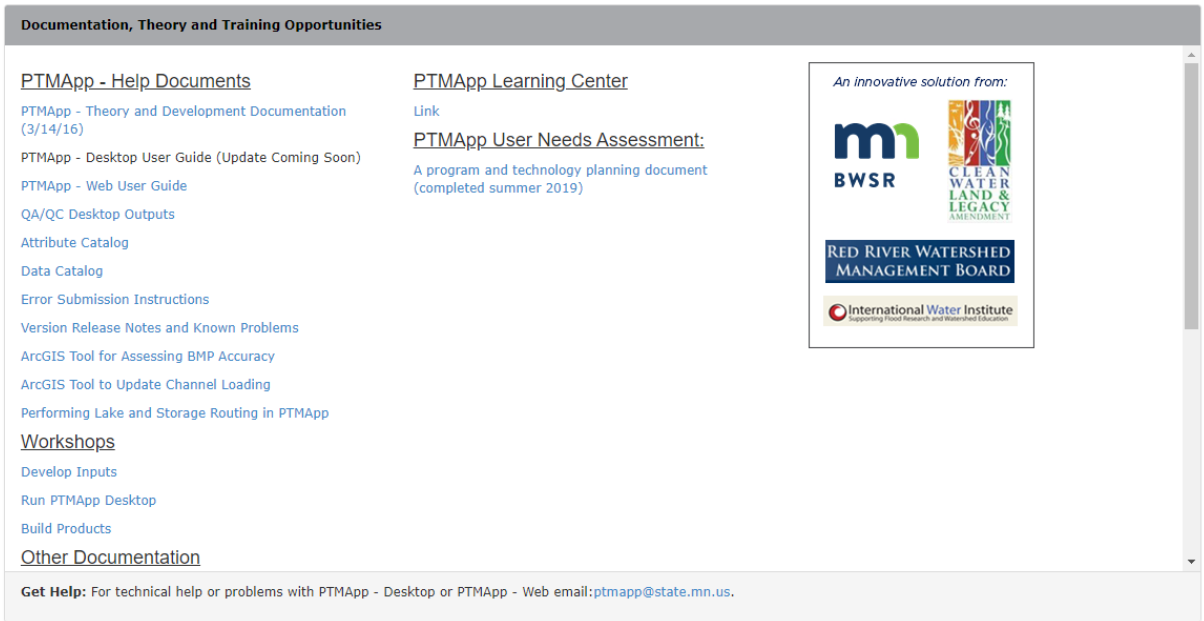 Documentation, Theory and Training Opportunities
PTMApp - Help Documents
PTMApp - Theory and Development Documentation
(3/14/16)
PTMApp - Desktop User Guide (Update Coming Soon)
PTMApp - Web User Guide
QA/QC Desktop Outputs
Attribute Catalog
Data Catalog
Error Submission Instructions
Version Release Notes and Known Problems
ArcGIS Tool for Assessing BMP Accuracy
ArcGIS Tool to Update Channel Loading
Performing Lake and Storage Routing in PTMApp
Workshops
Develop Inputs
Run PTMApp Desktop
Build Products
Other Documentation
PTMApp Learning Center
Link
PTMApp User Needs Assessment:
A program and technology planning document
(completed summer 2019)
An innovative solution from:
mn
BWSR
CLEAN
WATER
LAND &
LEGACY
AMENDMENT
RED RIVER WATERSHED
MANAGEMENT BOARD
International Water Institute
Supporting Flood Research and Watershed Education
Get Help: For technical help or problems with PTMApp - Desktop or PTMApp - Web email:ptmapp@state.mn.us.